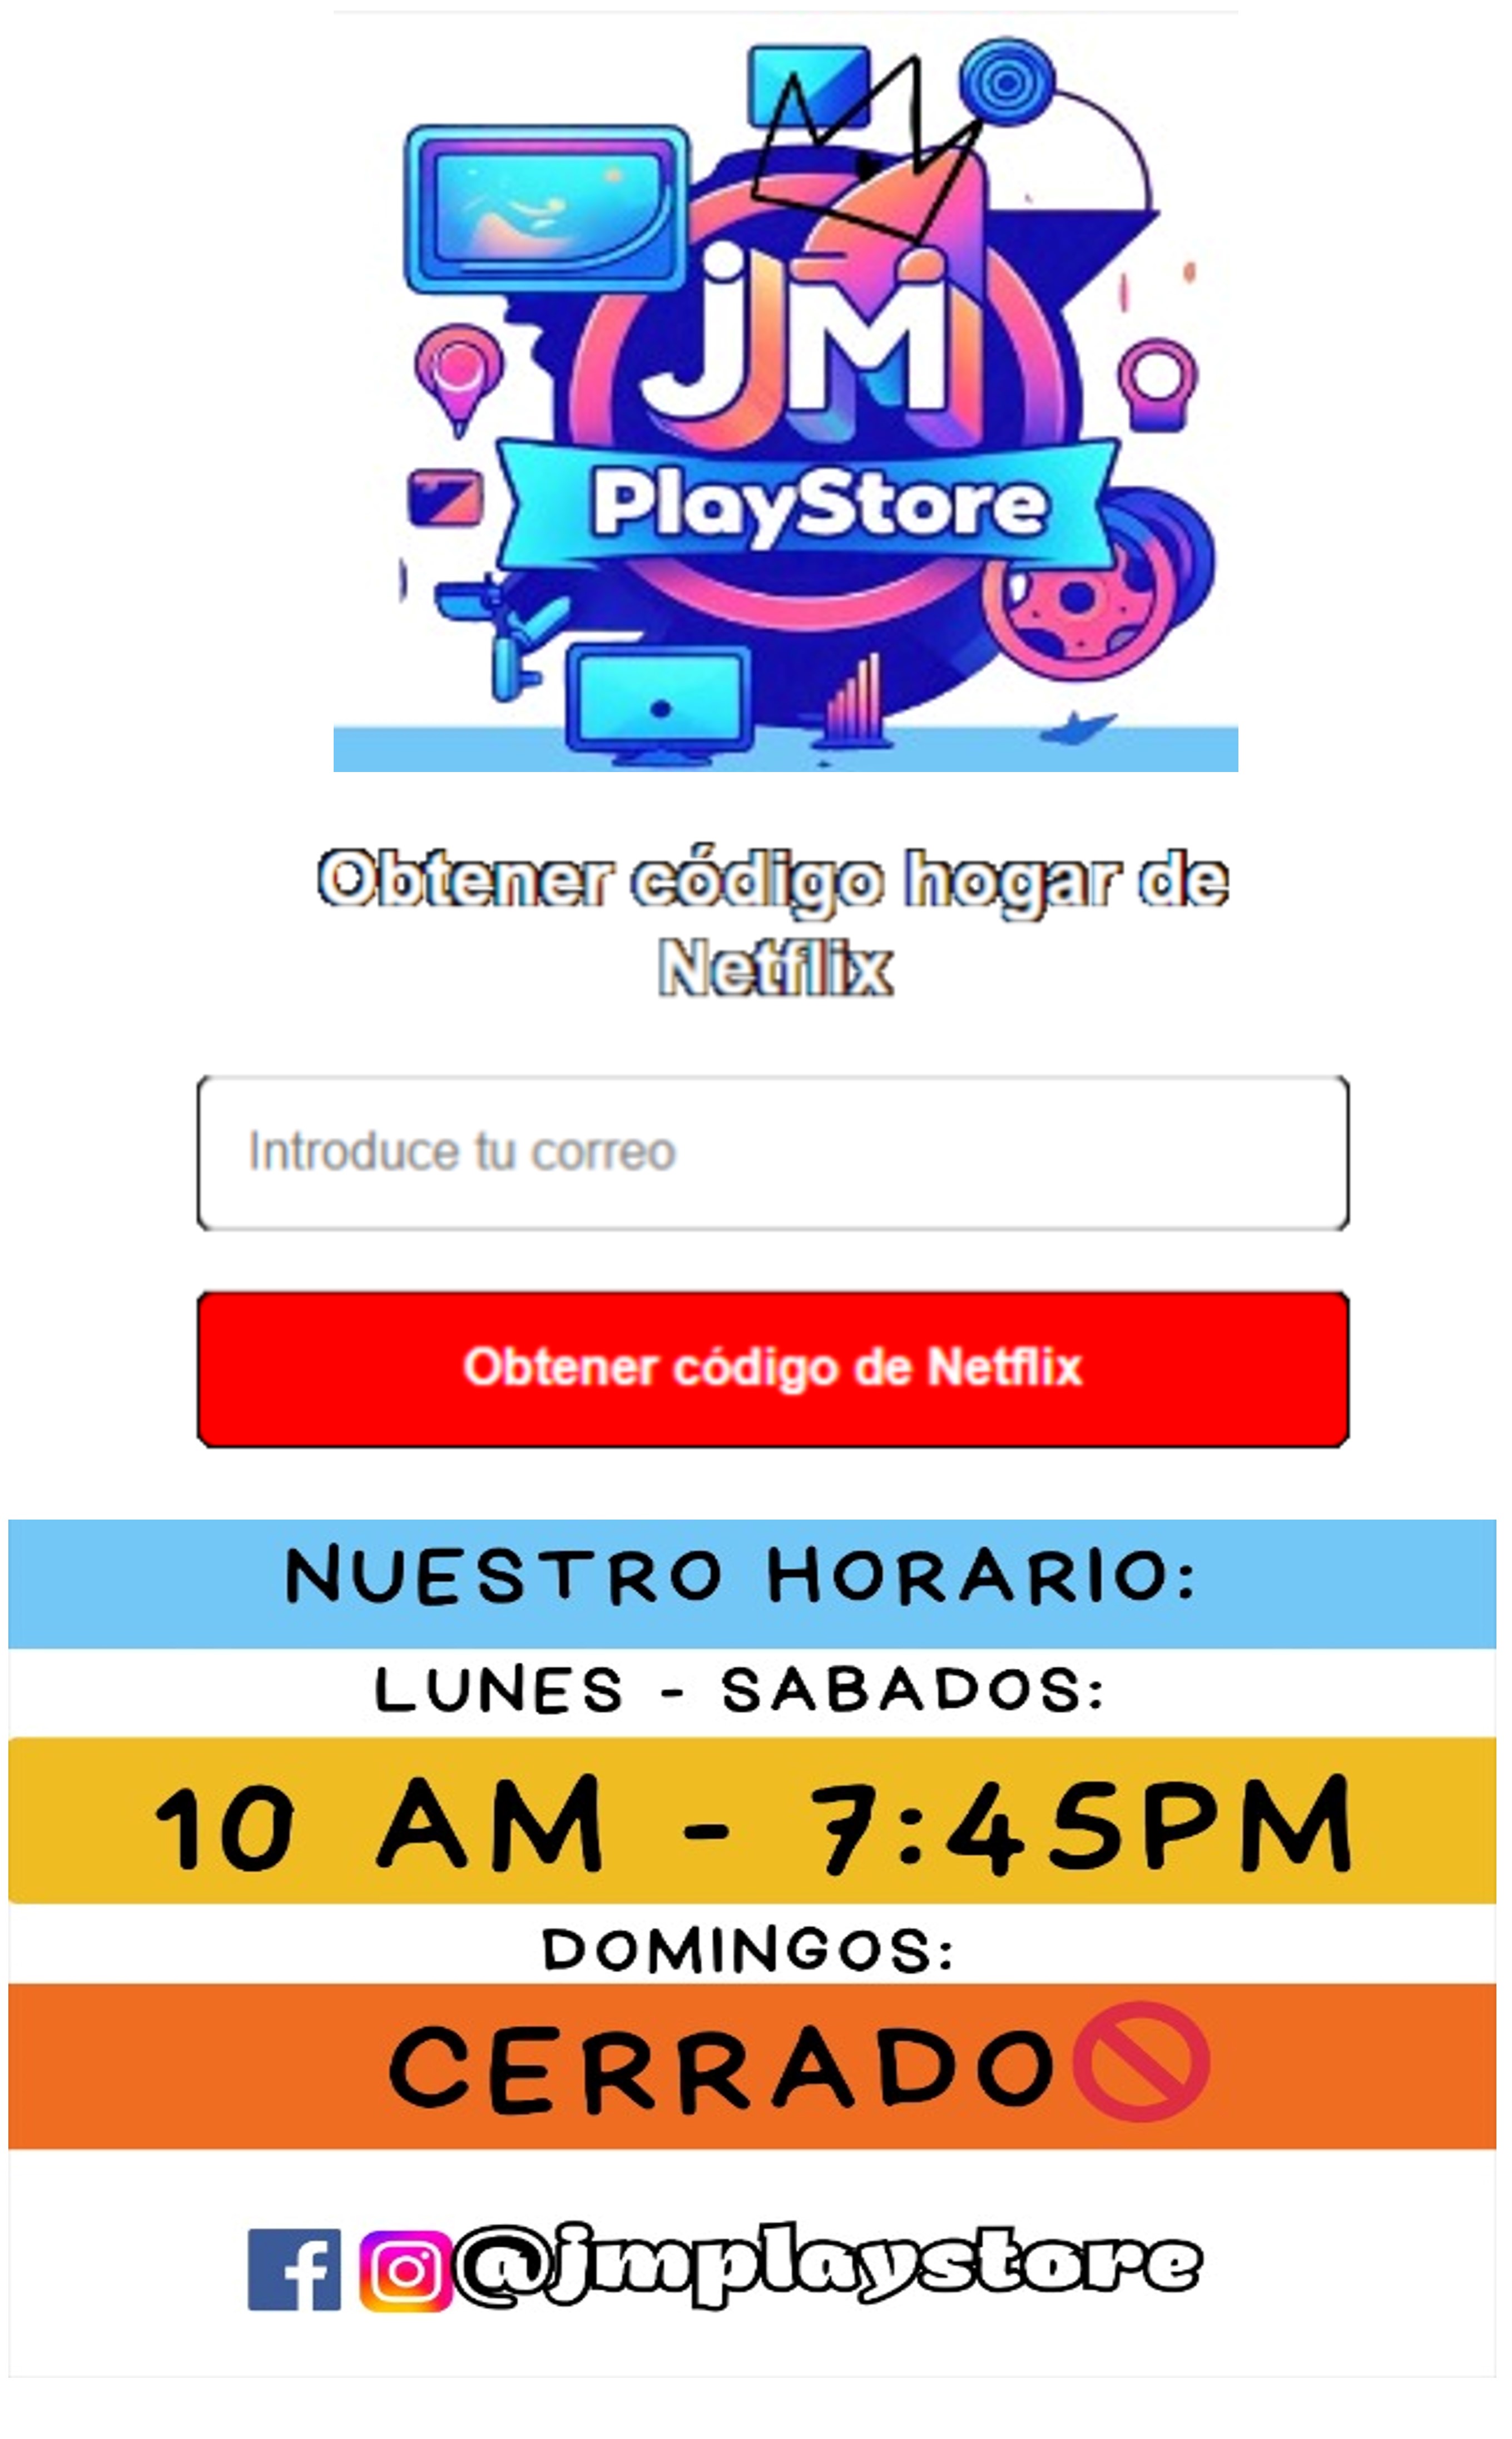 jM
PlayStore
Obtener código hogar de
Netflix
Introduce tu correo
Obtener código de Netflix
NUESTRO HORARIO:
LUNES - SABADOS:
10 AM - 7:45PM
DOMINGOS:
CERRADO
@jmplaystore